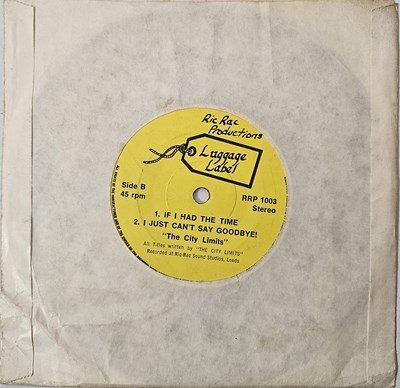 Ric Rac
Productions
Luggage
Label
Side B
45 rpm
RRP 1003
Stereo
1. IF I HAD THE TIME
2. I JUST CAN'T SAY GOODBYE!
"The City Limits"
All Titles written by "THE CITY LIMITS"
Recorded at Ric-Rac Sound Studios, Leeds